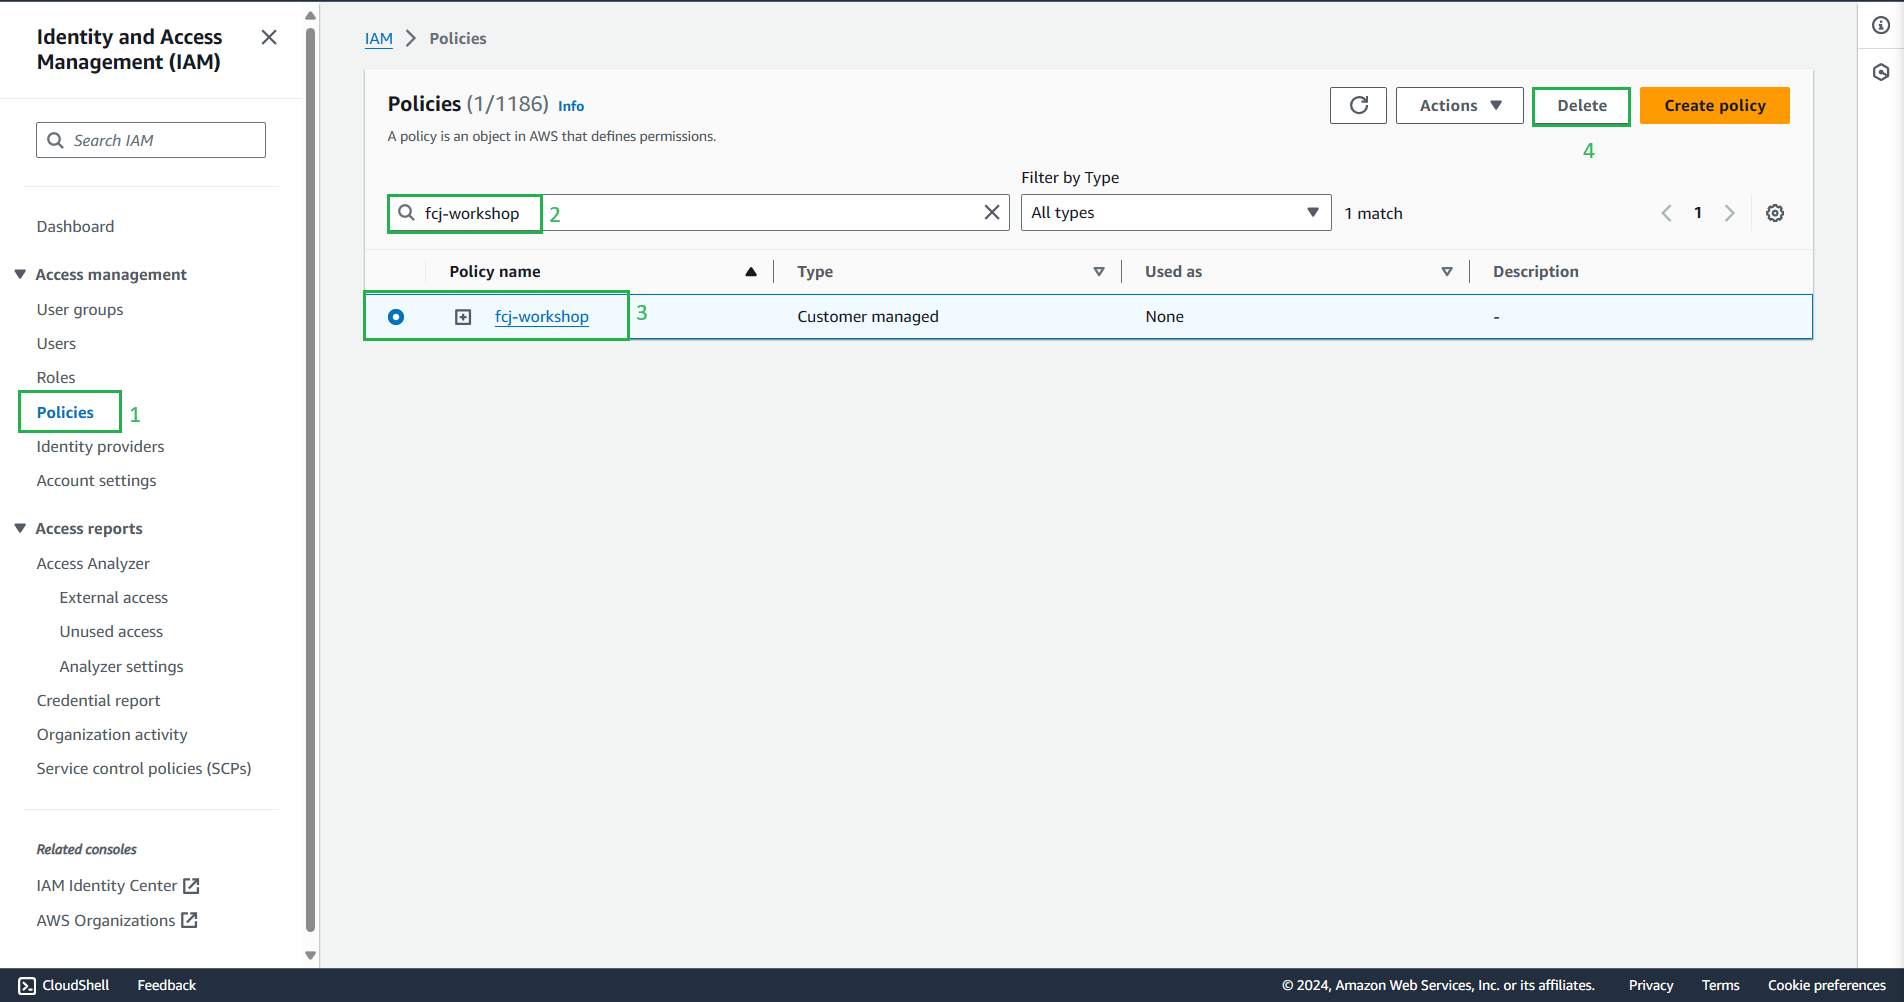 Identity and Access
Management (IAM)
Search IAM
Dashboard
Access management
User groups
Users
Roles
Policies 1
Identity providers
Account settings
Access reports
Access Analyzer
External access
Unused access
Analyzer settings
Credential report
Organization activity
Service control policies (SCPs)
Related consoles
IAM Identity Center
AWS Organizations
IAM > Policies
Policies (1/1186) Info
A policy is an object in AWS that defines permissions.
Actions Delete Create policy
4
Filter by Type
fcj-workshop 2 All types 1 match 1
Policy name Type Used as Description
fcj-workshop 3 Customer managed None -
CloudShell Feedback © 2024, Amazon Web Services, Inc. or its affiliates. Privacy Terms Cookie preferences